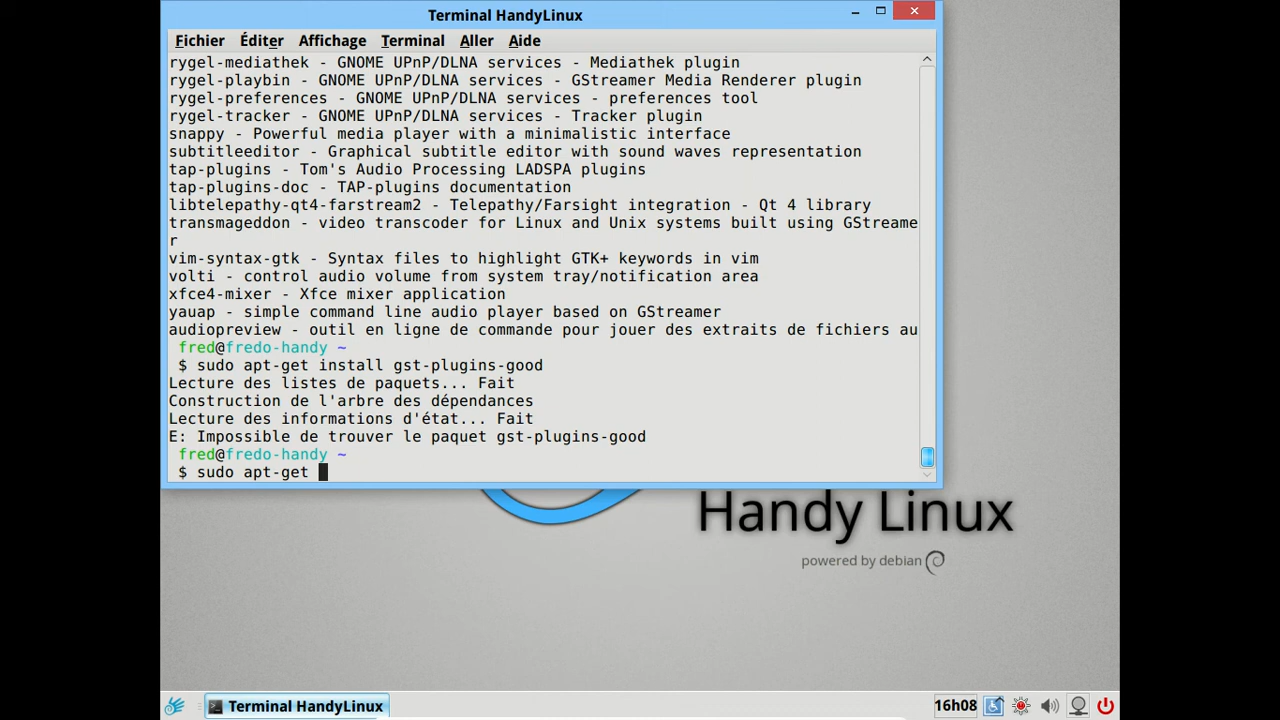 Terminal HandyLinux
Fichier Éditer Affichage Terminal Aller Aide
rygel-mediathek - GNOME UPnP/DLNA services - Mediathek plugin
rygel-playbin - GNOME UPnP/DLNA services - GStreamer Media Renderer plugin
rygel-preferences - GNOME UPnP/DLNA services - preferences tool
rygel-tracker - GNOME UPnP/DLNA services - Tracker plugin
snappy - Powerful media player with a minimalistic interface
subtitleeditor - Graphical subtitle editor with sound waves representation
tap-plugins - Tom's Audio Processing LADSPA plugins
tap-plugins-doc - TAP-plugins documentation
libtelepathy-qt4-farstream2 - Telepathy/Farsight integration - Qt 4 library
transmageddon - video transcoder for Linux and Unix systems built using GStreame
r
vim-syntax-gtk - Syntax files to highlight GTK+ keywords in vim
volti - control audio volume from system tray/notification area
xfce4-mixer - Xfce mixer application
yauap - simple command line audio player based on GStreamer
audiopreview - outil en ligne de commande pour jouer des extraits de fichiers au
fred@fredo-handy ~
$ sudo apt-get install gst-plugins-good
Lecture des listes de paquets... Fait
Construction de l'arbre des dépendances
Lecture des informations d'état... Fait
E: Impossible de trouver le paquet gst-plugins-good
fred@fredo-handy ~
$ sudo apt-get
Handy Linux
powered by debian
Terminal HandyLinux
16h08